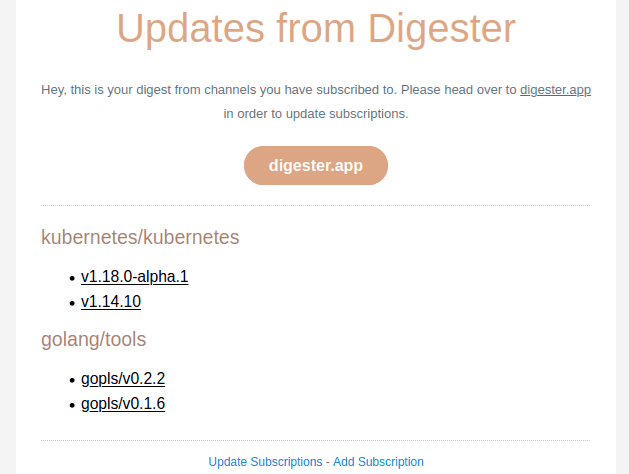 Updates from Digester
Hey, this is your digest from channels you have subscribed to. Please head over to digester.app
in order to update subscriptions.
digester.app
kubernetes/kubernetes
• v1.18.0-alpha.1
• v1.14.10
golang/tools
• gopls/v0.2.2
• gopls/v0.1.6
Update Subscriptions - Add Subscription